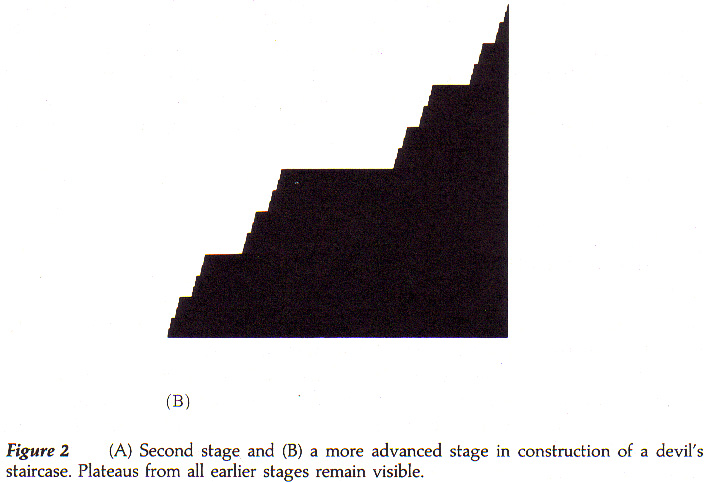 (B)
Figure 2 (A) Second stage and (B) a more advanced stage in construction of a devil's
staircase. Plateaus from all earlier stages remain visible.